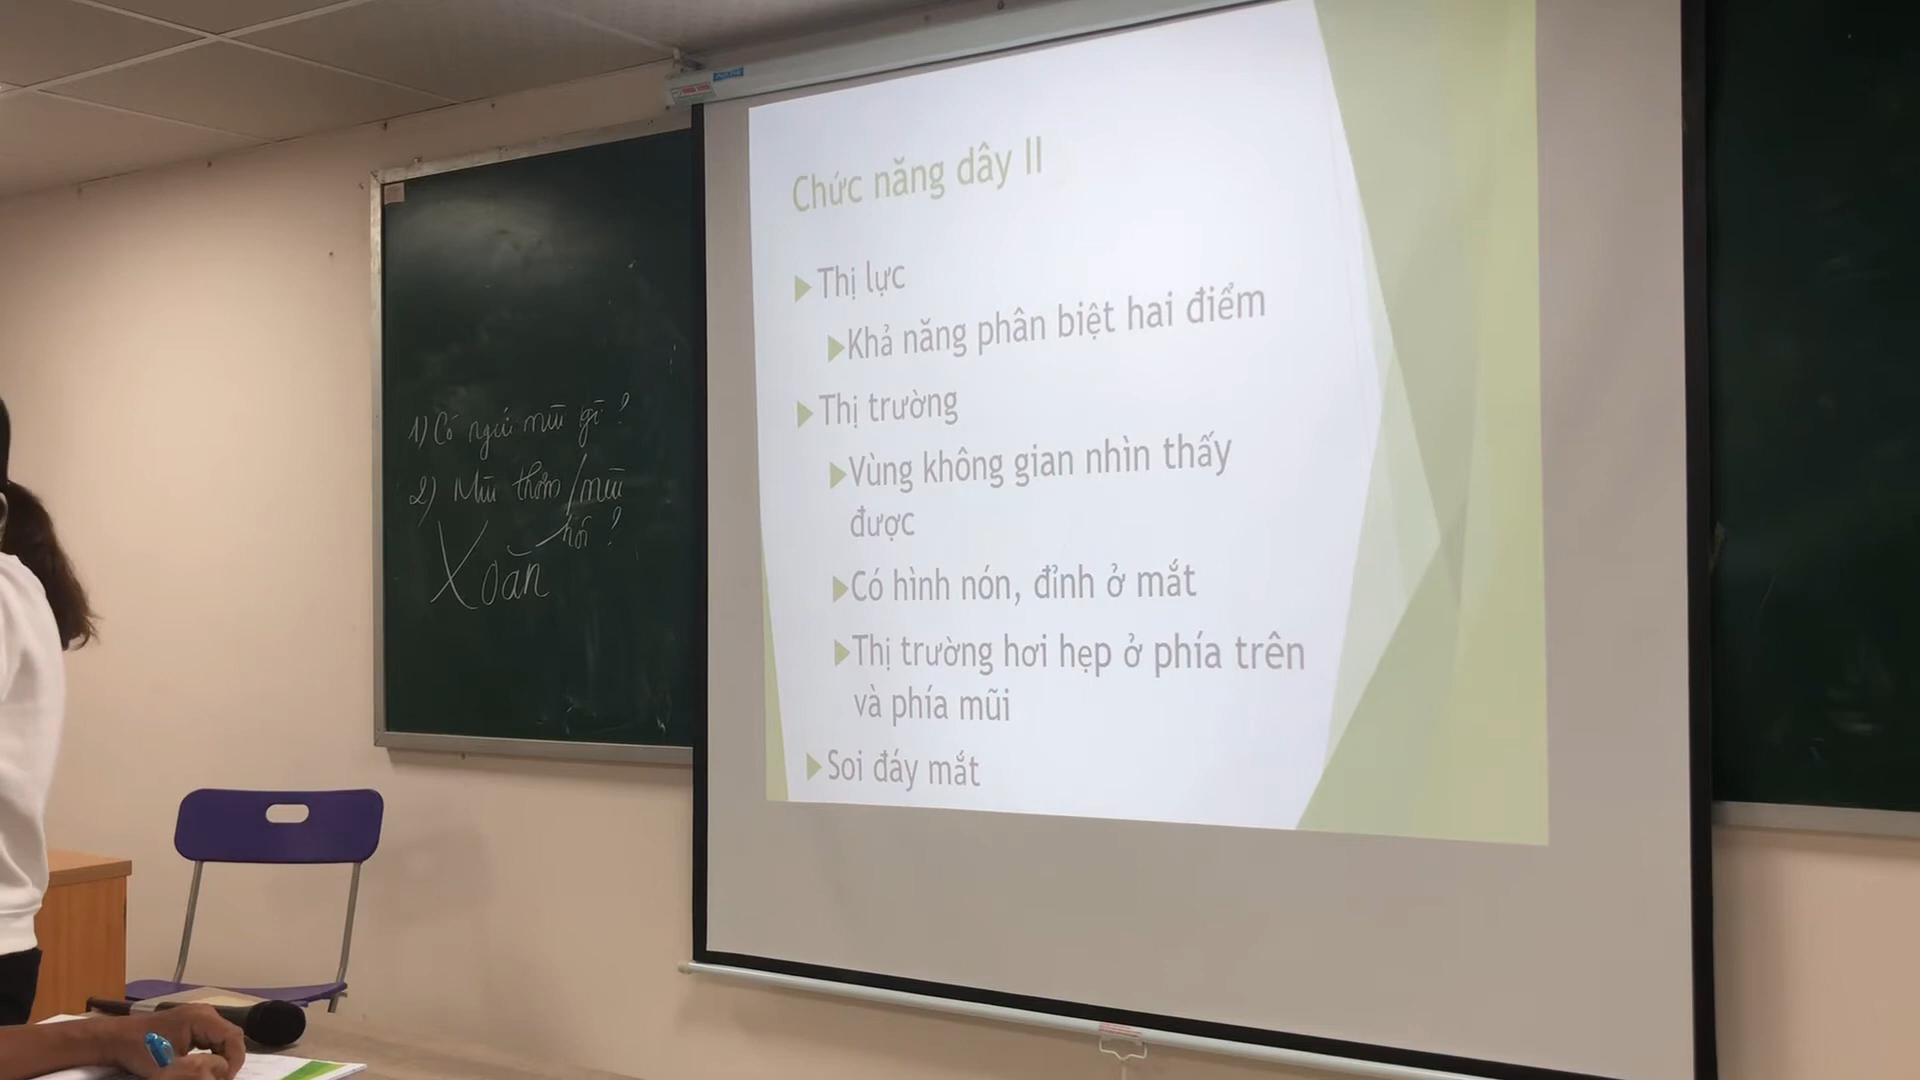 1) Có ngửi mùi gì ?
2) Mùi thơm / mùi
hôi ?
Xoan
Chức năng dây II
Thị lực
Khả năng phân biệt hai điểm
Thị trường
Vùng không gian nhìn thấy
được
Có hình nón, đỉnh ở mắt
Thị trường hơi hẹp ở phía trên
và phía mũi
Soi đáy mắt